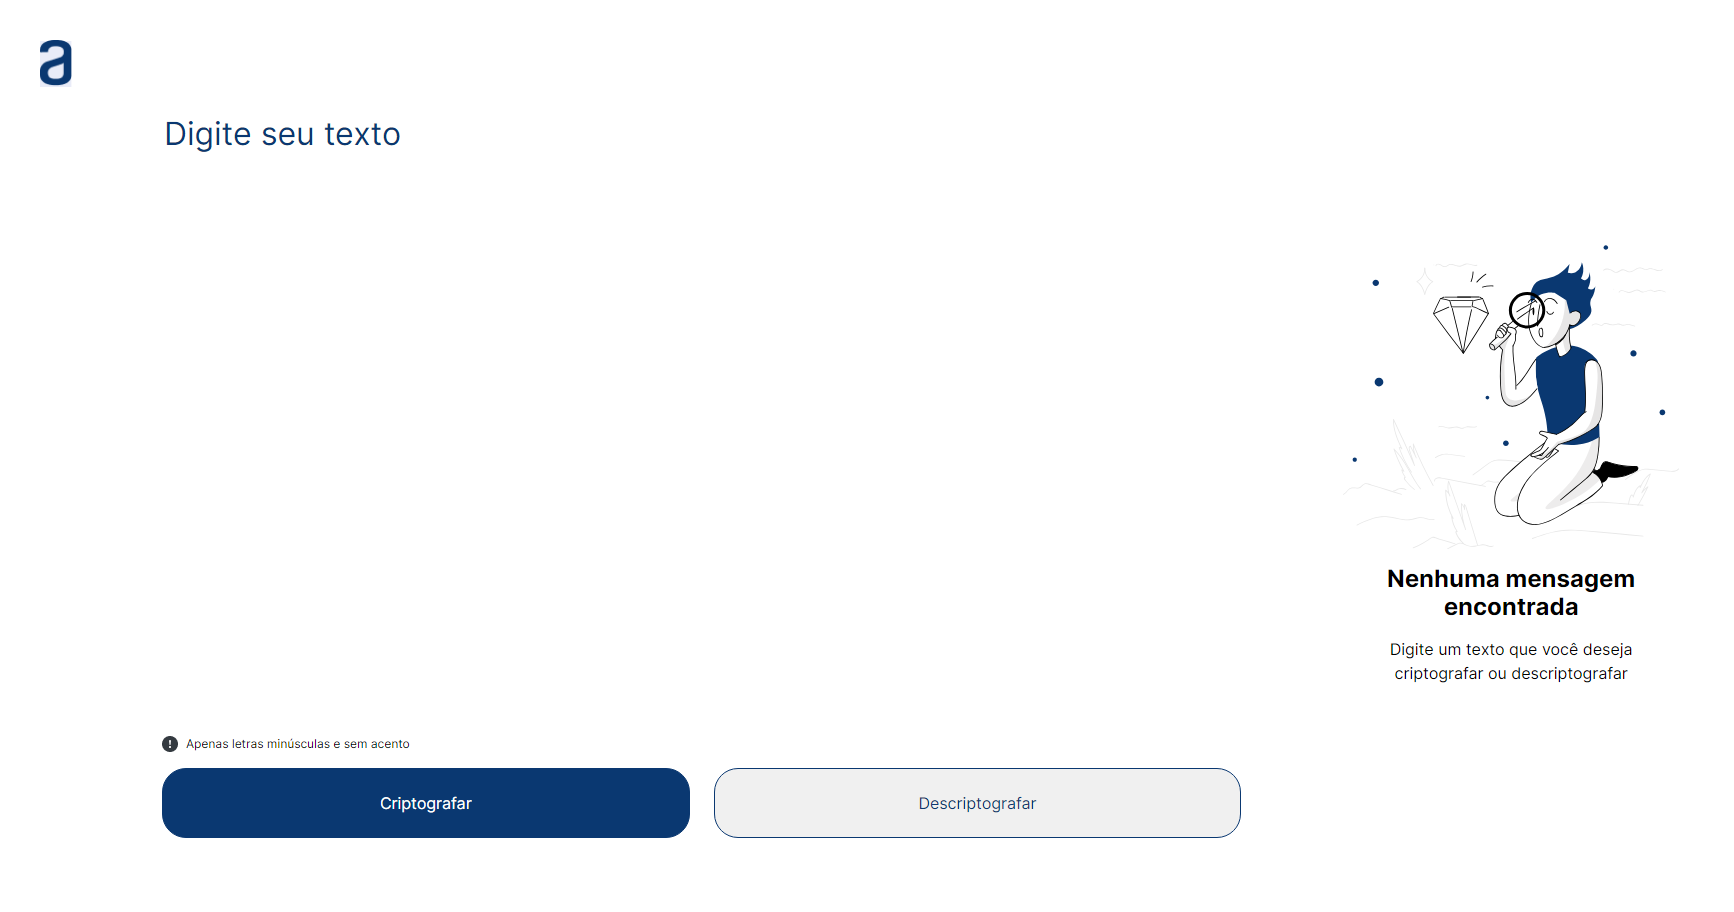 a
Digite seu texto
Nenhuma mensagem
encontrada
Digite um texto que você deseja
criptografar ou descriptografar
! Apenas letras minúsculas e sem acento
Criptografar
Descriptografar